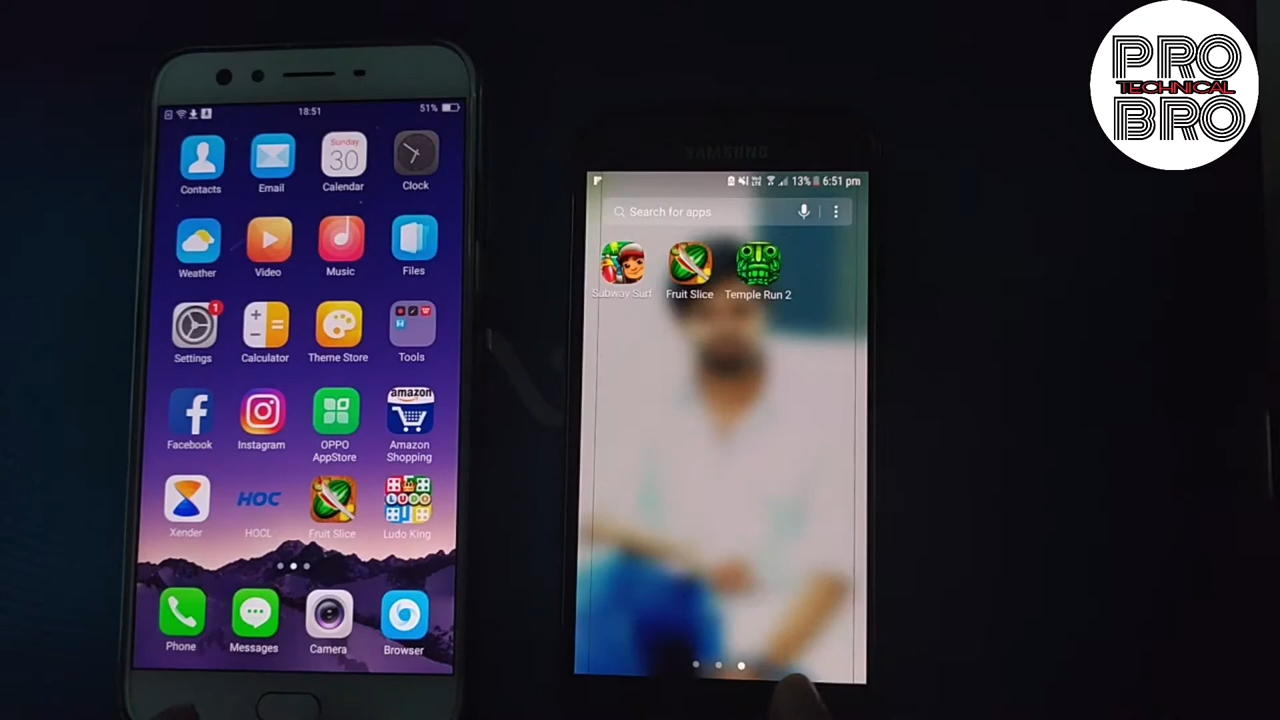 PRO
TECHNICAL
BRO
18:51
51%
Sunday
30
Contacts
Email
Calendar
Clock
Weather
Video
Music
Files
1
Settings
Calculator
Theme Store
Tools
amazon
Facebook
Instagram
OPPO
AppStore
Amazon
Shopping
HOC
LUDO
Xender
HOCL
Fruit Slice
Ludo King
Phone
Messages
Camera
Browser
SAMSUNG
13% 6:51 pm
Search for apps
Subway Surf
Fruit Slice
Temple Run 2